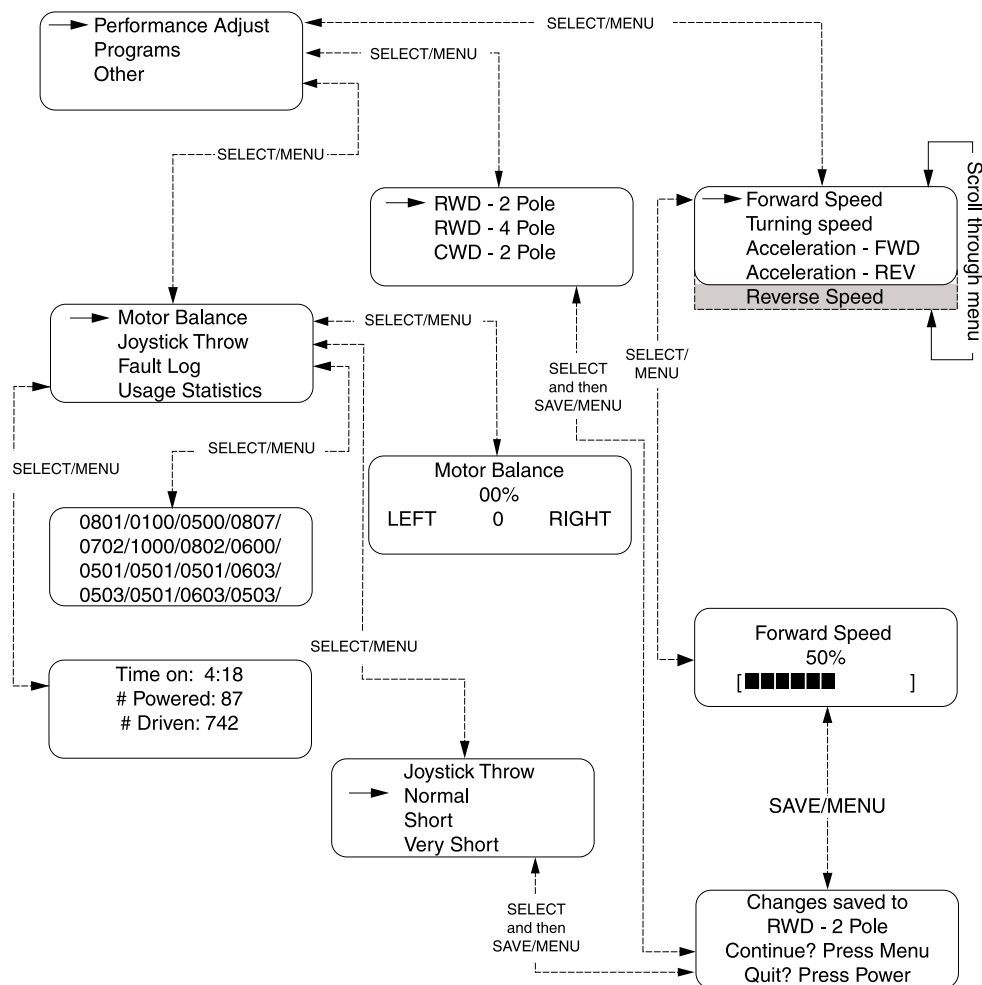 Performance Adjust
Programs
Other
SELECT/MENU
SELECT/MENU
SELECT/MENU
RWD - 2 Pole
RWD - 4 Pole
CWD - 2 Pole
Forward Speed
Turning speed
Acceleration - FWD
Acceleration - REV
Reverse Speed
Scroll through menu
Motor Balance
Joystick Throw
Fault Log
Usage Statistics
SELECT/MENU
SELECT/
MENU
SELECT
and then
SAVE/MENU
SELECT/MENU
SELECT/MENU
Motor Balance
00%
LEFT 0 RIGHT
0801/0100/0500/0807/
0702/1000/0802/0600/
0501/0501/0501/0603/
0503/0501/0603/0503/
SELECT/MENU
Time on: 4:18
# Powered: 87
# Driven: 742
Forward Speed
50%
[ ]
Joystick Throw
Normal
Short
Very Short
SAVE/MENU
SELECT
and then
SAVE/MENU
Changes saved to
RWD - 2 Pole
Continue? Press Menu
Quit? Press Power